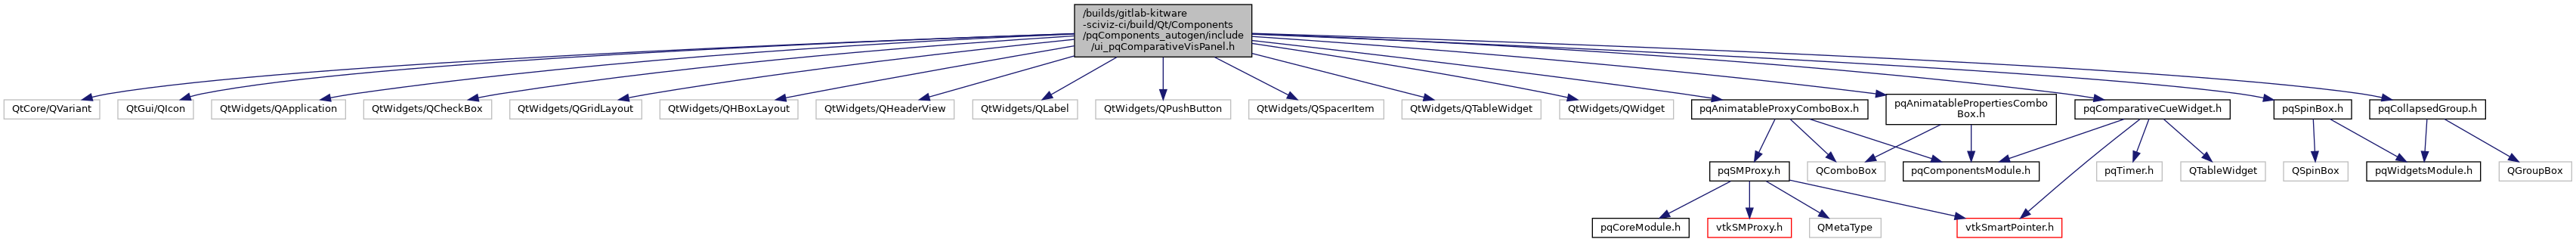 /builds/gitlab-kitware
-sciviz-ci/build/Qt/Components
/pqComponents_autogen/include
/ui_pqComparativeVisPanel.h
QtCore/QVariant
QtGui/QIcon
QtWidgets/QApplication
QtWidgets/QCheckBox
QtWidgets/QGridLayout
QtWidgets/QHBoxLayout
QtWidgets/QHeaderView
QtWidgets/QLabel
QtWidgets/QPushButton
QtWidgets/QSpacerItem
QtWidgets/QTableWidget
QtWidgets/QWidget
pqAnimatableProxyComboBox.h
pqAnimatablePropertiesCombo
Box.h
pqComparativeCueWidget.h
pqSpinBox.h
pqCollapsedGroup.h
pqSMProxy.h
QComboBox
pqComponentsModule.h
pqTimer.h
QTableWidget
QSpinBox
pqWidgetsModule.h
QGroupBox
pqCoreModule.h
vtkSMProxy.h
QMetaType
vtkSmartPointer.h